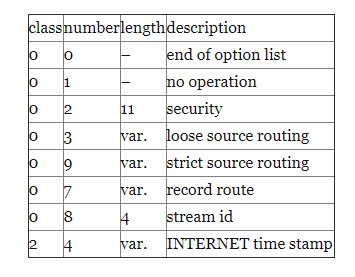 class number length description
0 0 – end of option list
0 1 – no operation
0 2 11 security
0 3 var. loose source routing
0 9 var. strict source routing
0 7 var. record route
0 8 4 stream id
2 4 var. INTERNET time stamp